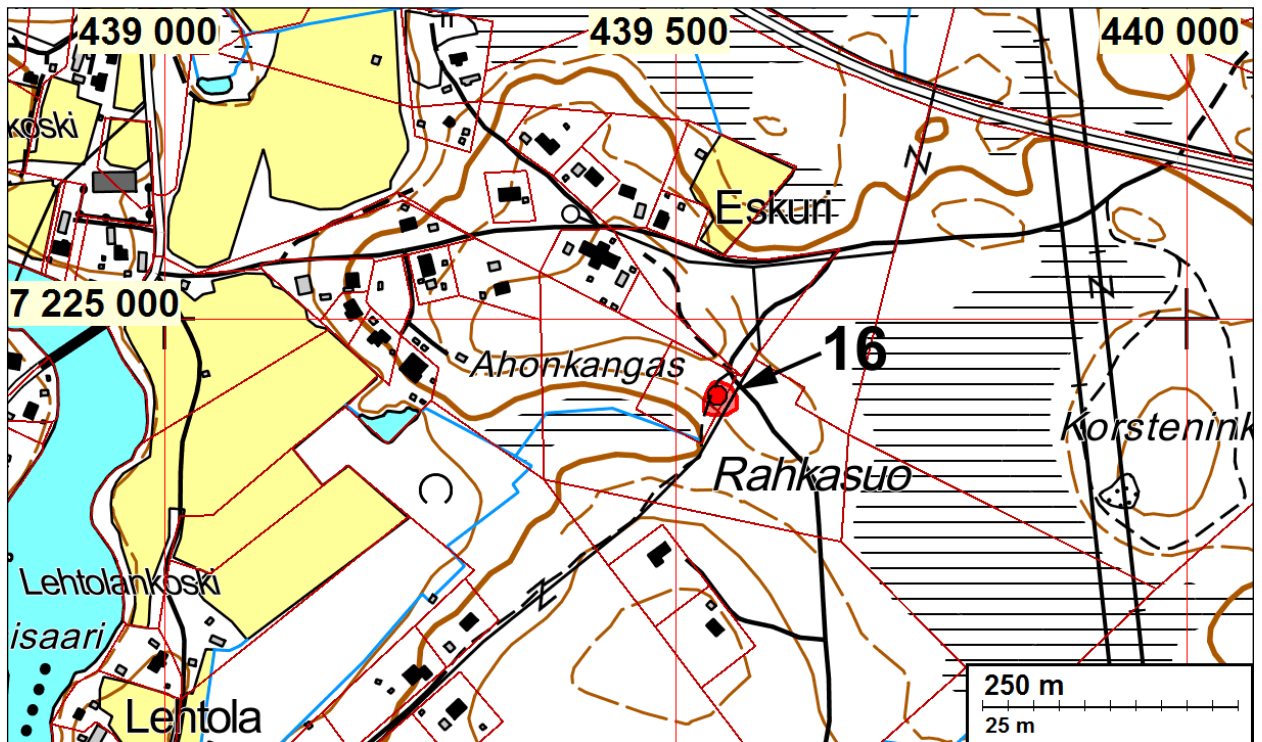 439 000
439 500
440 000
koski
Eskuri
7 225 000
16
Ahonkangas
Korstenink
Rahkasuo
Lehtolankoski
isaari
Lehtola
250 m
25 m